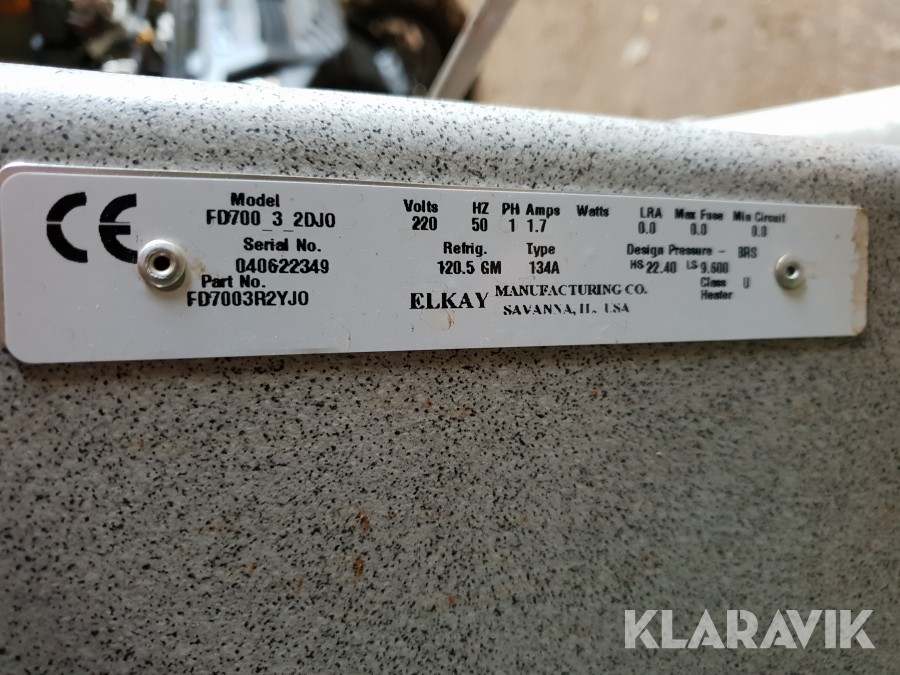 CE
Model
FD700_3_2DJO
Serial No.
040622349
Part No.
FD7003R2YJO
Volts HZ PH Amps Watts LRA Max Fuse Min Circuit
220 50 1 1.7 0.0 0.0 0.0
Refrig. Type Design Pressure - BRS
120.5 GM 134A HS 22.40 LS 9.600
Class U
Heater
ELKAY MANUFACTURING CO.
SAVANNA, IL. USA
KLARAVIK